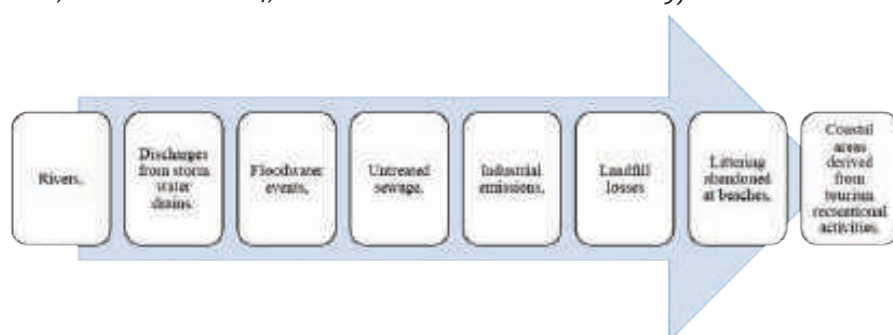 Rivers.
Discharges
from storm
water
drains.
Floodwater
events.
Untreated
sewage.
Industrial
emissions.
Landfill
losses
Littering
abandoned
at beaches.
Coastal
areas
derived
from
tourism
recreational
activities.